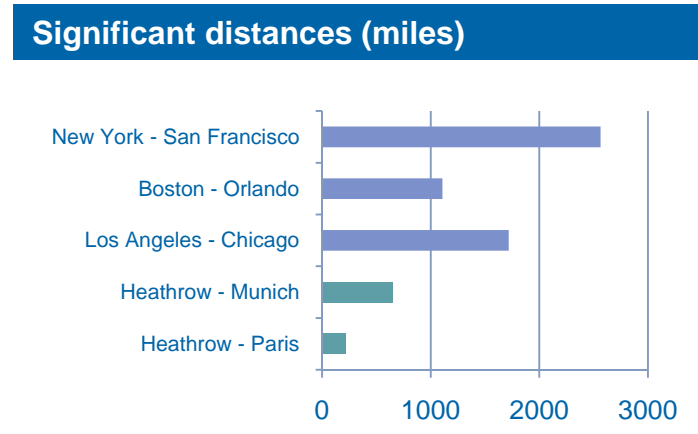 Significant distances (miles)
New York - San Francisco
Boston - Orlando
Los Angeles - Chicago
Heathrow - Munich
Heathrow - Paris
0 1000 2000 3000